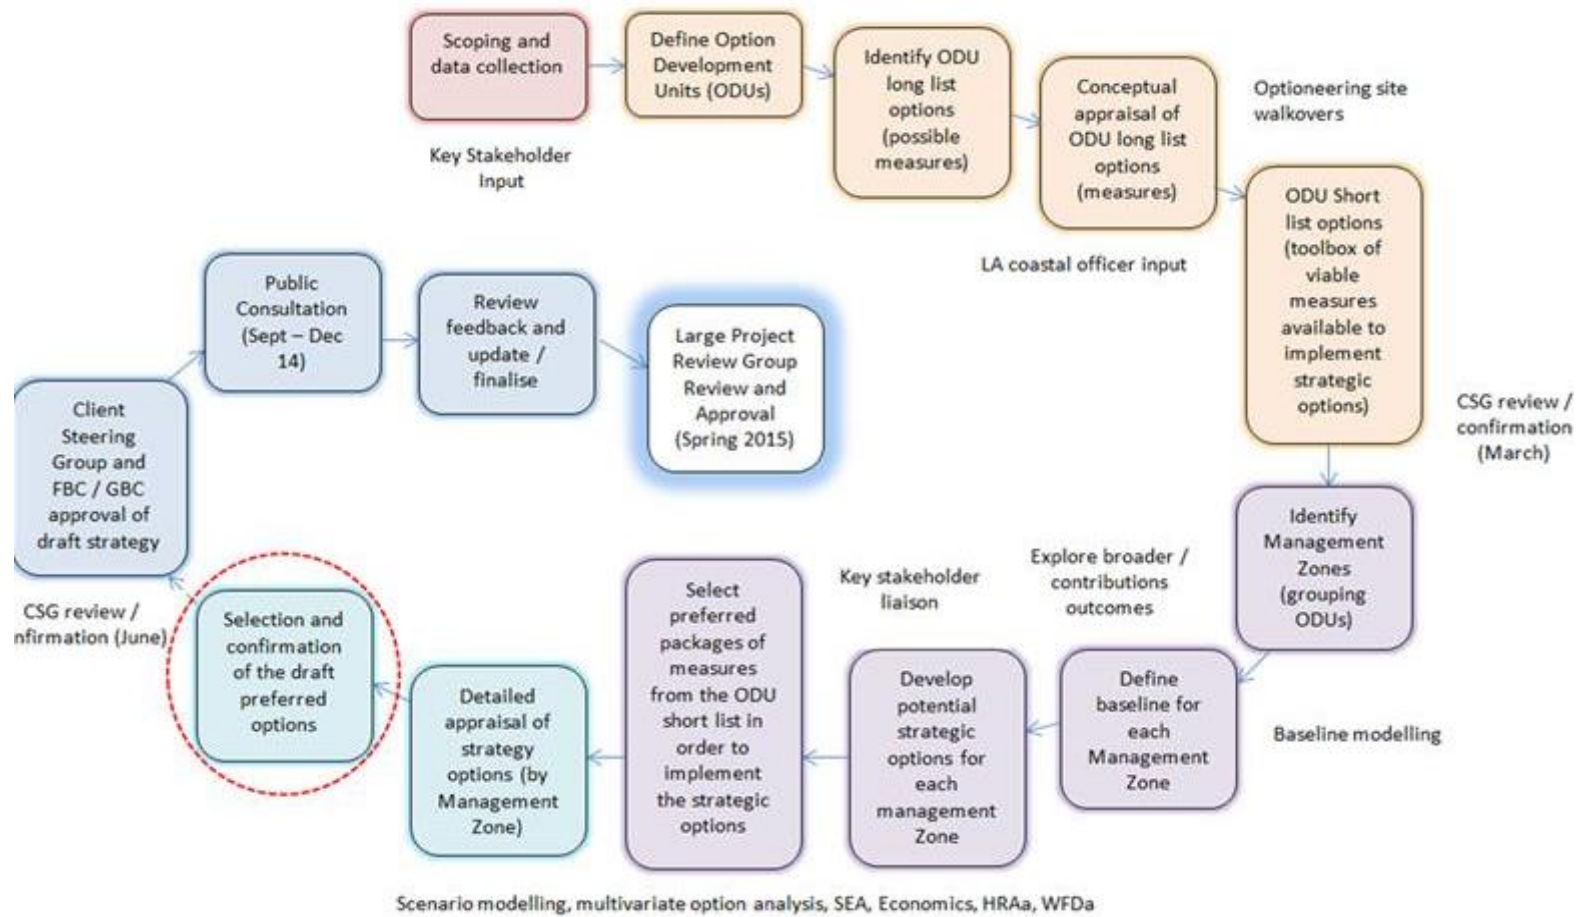 Scoping and
data collection
Define Option
Development
Units (ODUs)
Identify ODU
long list
options
(possible
measures)
Conceptual
appraisal of
ODU long list
options
(measures)
Optioneering site
walkovers
Key Stakeholder
Input
LA coastal officer input
ODU Short
list options
(toolbox of
viable
measures
available to
implement
strategic
options)
CSG review /
confirmation
(March)
Identify
Management
Zones
(grouping
ODUs)
Baseline modelling
Define
baseline for
each
Management
Zone
Explore broader /
contributions
outcomes
Develop
potential
strategic
options for
each
management
Zone
Key stakeholder
liaison
Select
preferred
packages of
measures
from the ODU
short list in
order to
implement
the strategic
options
Detailed
appraisal of
strategy
options (by
Management
Zone)
Scenario modelling, multivariate option analysis, SEA, Economics, HRAa, WFDa
Selection and
confirmation
of the draft
preferred
options
CSG review /
nfirmation (June)
Client
Steering
Group and
FBC / GBC
approval of
draft strategy
Public
Consultation
(Sept – Dec
14)
Review
feedback and
update /
finalise
Large Project
Review Group
Review and
Approval
(Spring 2015)